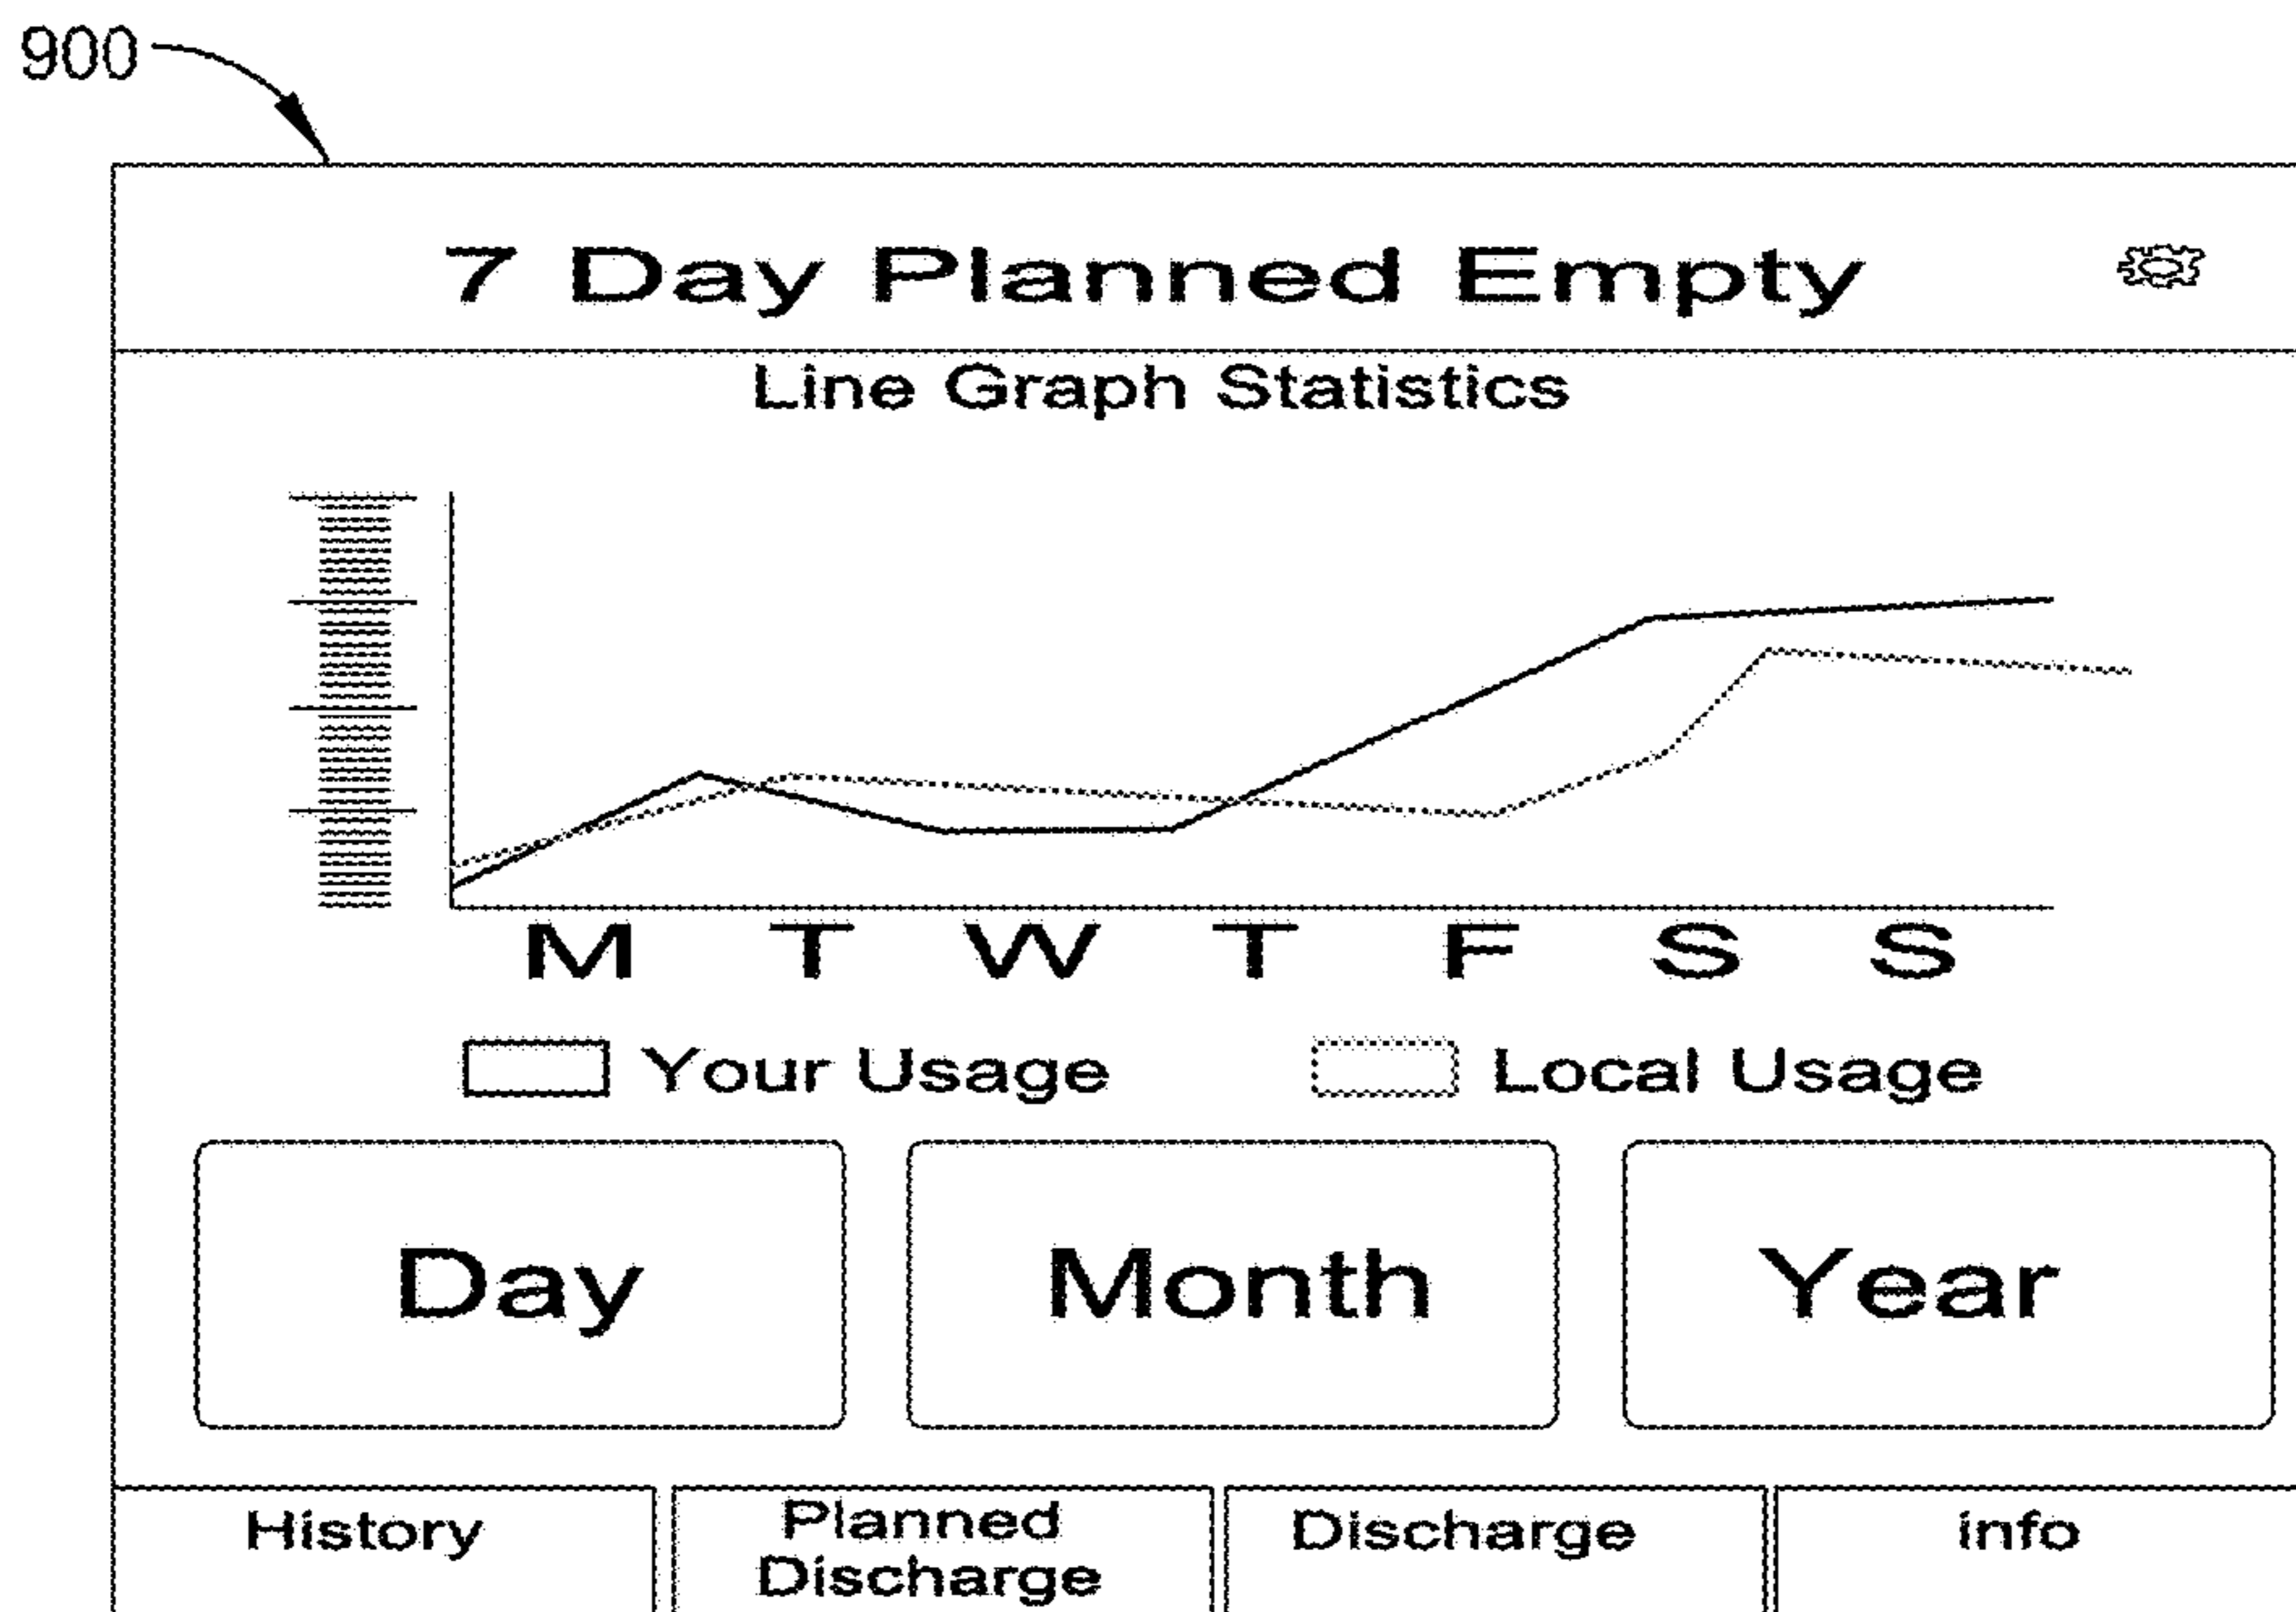 900
7 Day Planned Empty
Line Graph Statistics
M T W T F S S
Your Usage Local Usage
Day Month Year
History Planned Discharge Discharge info